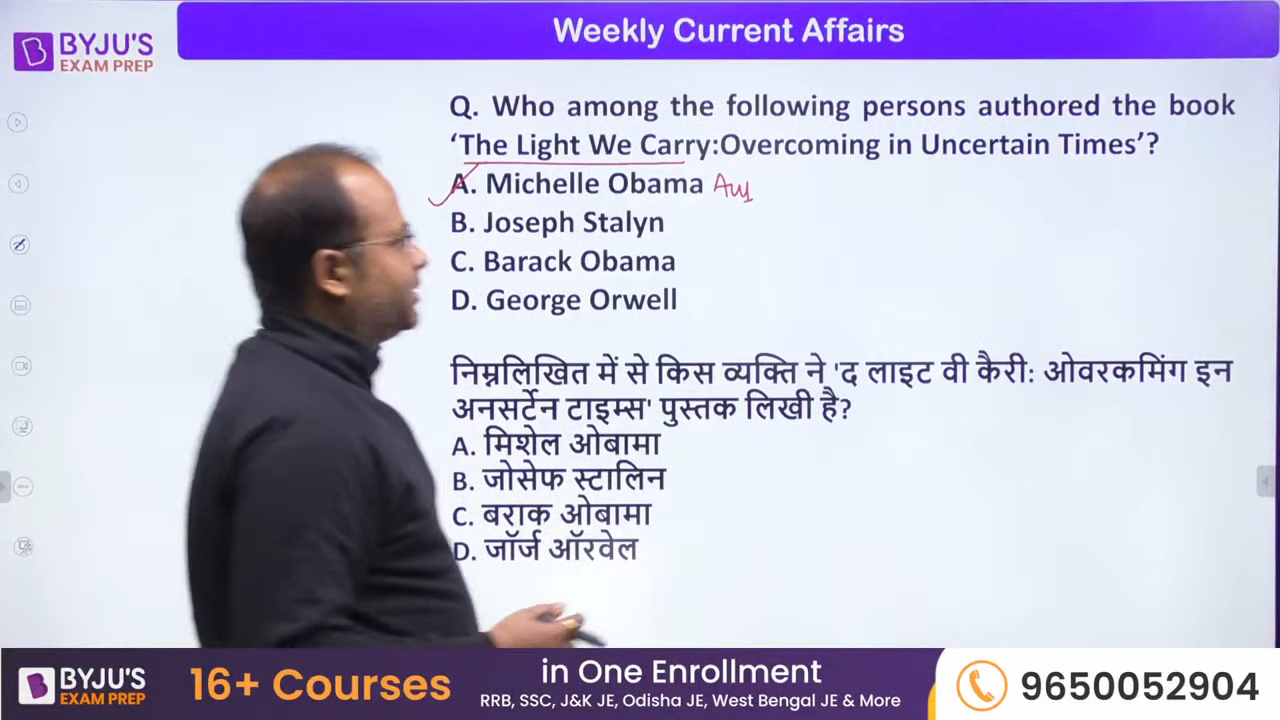 BYJU'S
EXAM PREP
Weekly Current Affairs
Q. Who among the following persons authored the book
‘The Light We Carry:Overcoming in Uncertain Times’?
A. Michelle Obama
B. Joseph Stalyn
C. Barack Obama
D. George Orwell
निम्नलिखित में से किस व्यक्ति ने 'द लाइट वी कैरी: ओवरकमिंग इन
अनसर्टेन टाइम्स' पुस्तक लिखी है?
A. मिशेल ओबामा
B. जोसेफ स्टालिन
C. बराक ओबामा
D. जॉर्ज ऑरवेल
BYJU'S
EXAM PREP
16+ Courses
in One Enrollment
RRB, SSC, J&K JE, Odisha JE, West Bengal JE & More
9650052904